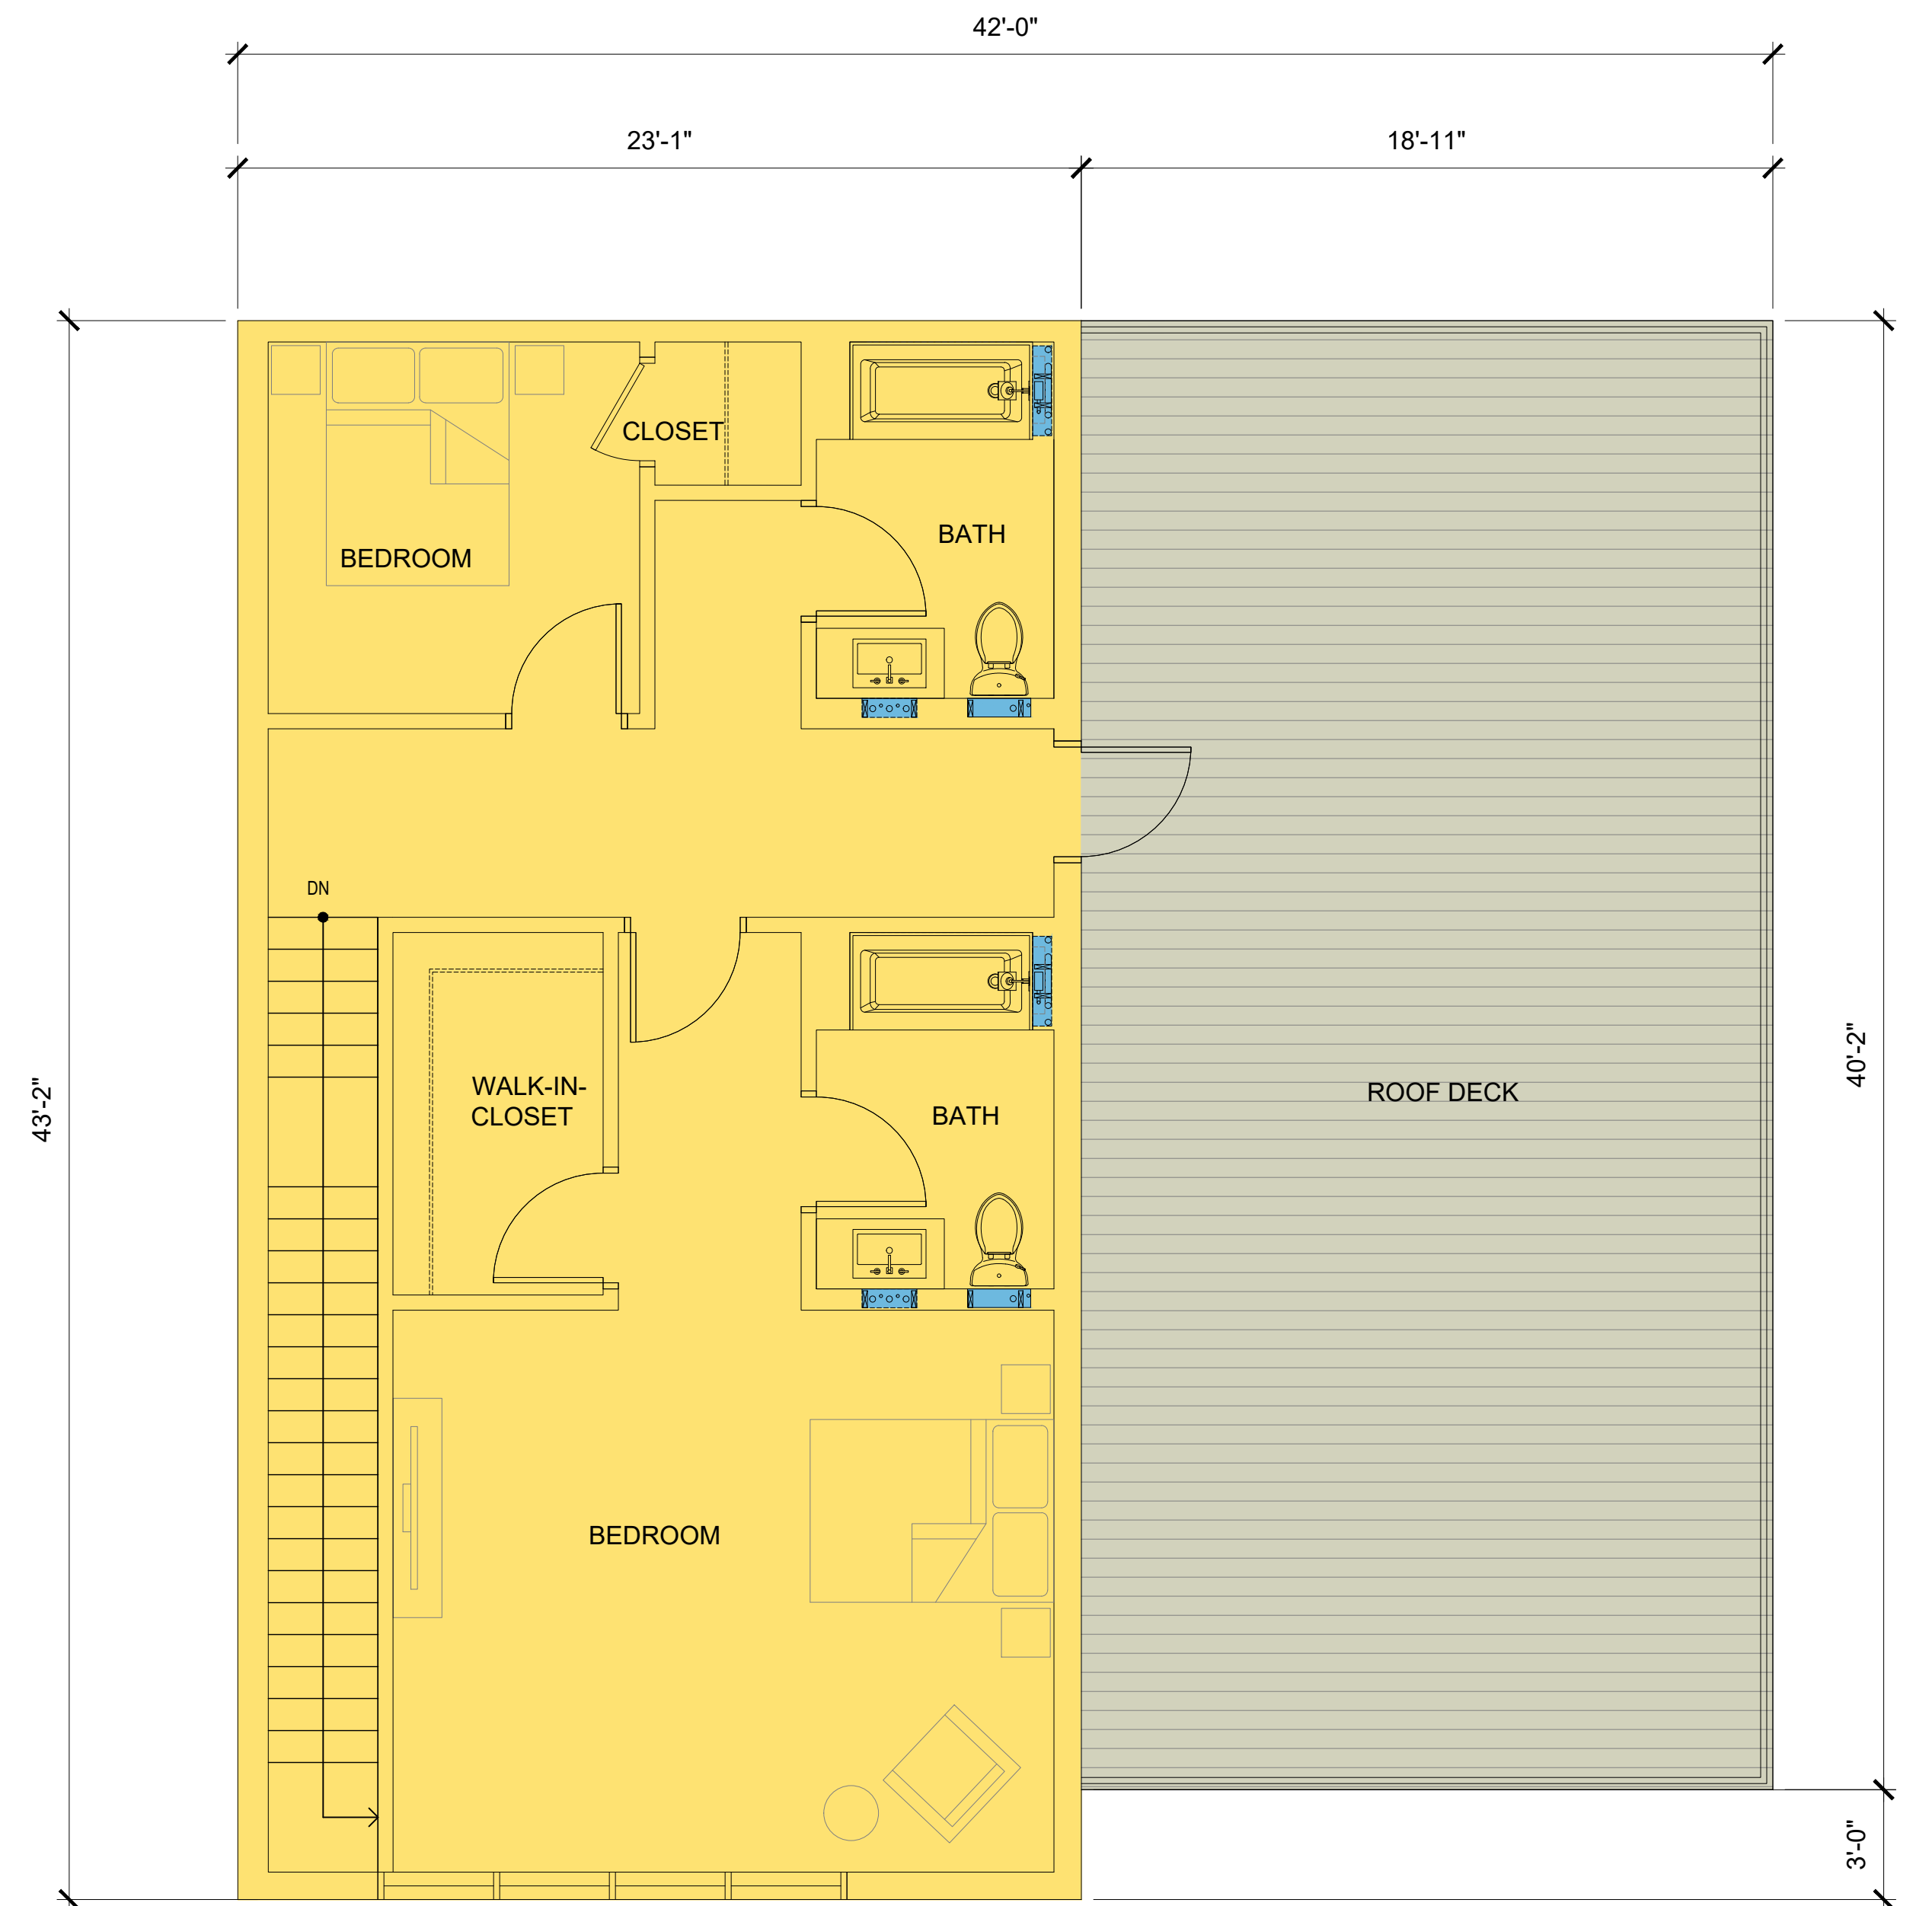 42'-0"
23'-1"
18'-11"
CLOSET
BATH
BEDROOM
DN
43'-2"
40'-2"
WALK-IN-
CLOSET
BATH
ROOF DECK
BEDROOM
3'-0"